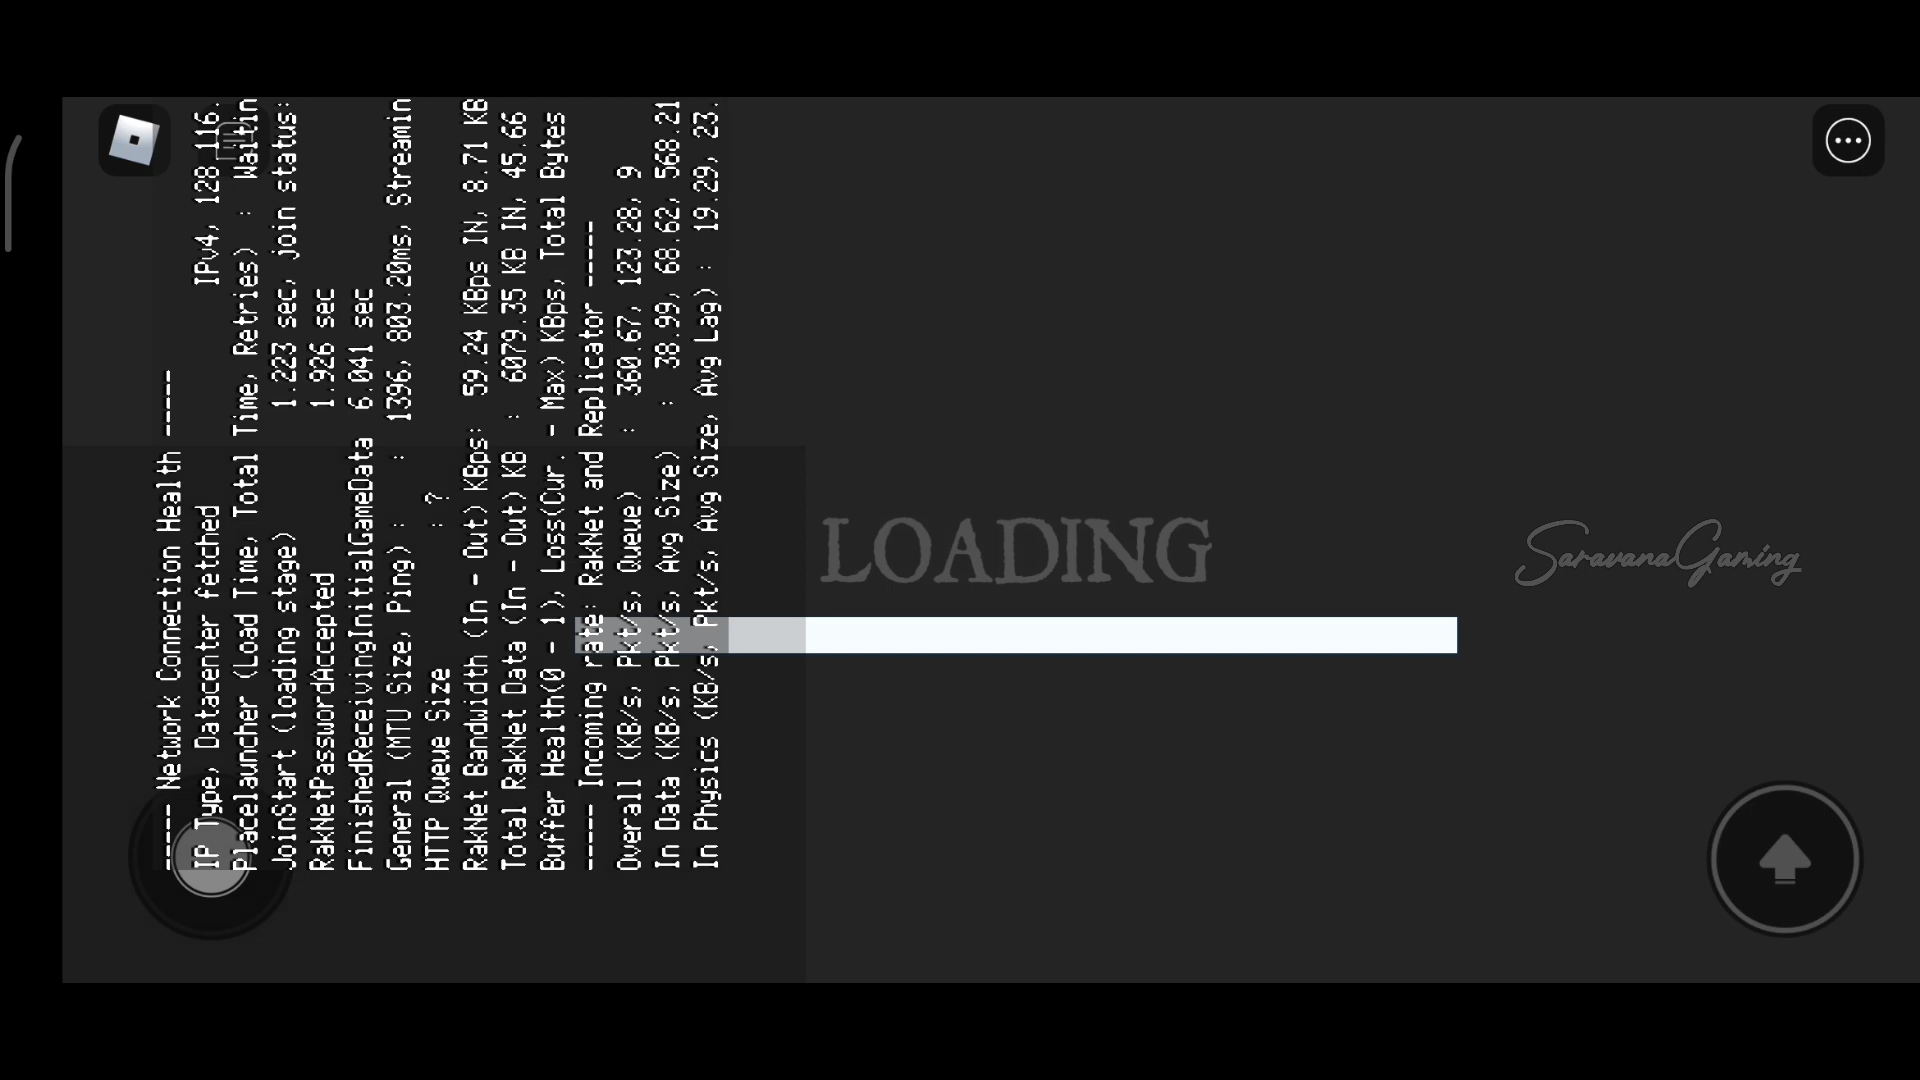 ----- Network Connection Health -----
IP Type, Datacenter fetched IPv4, 128.116.
Placelauncher (Load Time, Total Time, Retries) : Waitin
JoinStart (loading stage) 1.223 sec, join status:
RakNetPasswordAccepted 1.926 sec
FinishedReceivingInitialGameData 6.041 sec
General (MTU Size, Ping) : : 1396, 803.20ms, Streamin
HTTP Queue Size : ?
RakNet Bandwidth (In - Out) KBps: 59.24 KBps IN, 8.71 KB
Total RakNet Data (In - Out) KB : 6079.35 KB IN, 45.66
Buffer Health(0 - 1), Loss(Cur. - Max) KBps, Total Bytes
----- Incoming rate: RakNet and Replicator -----
Overall (KB/s, Pkt/s, Queue) : 360.67, 123.28, 9
In Data (KB/s, Pkt/s, Avg Size) : 38.99, 68.62, 568.21
In Physics (KB/s, Pkt/s, Avg Size, Avg Lag) : 19.29, 23.
LOADING
SaravanaGaming